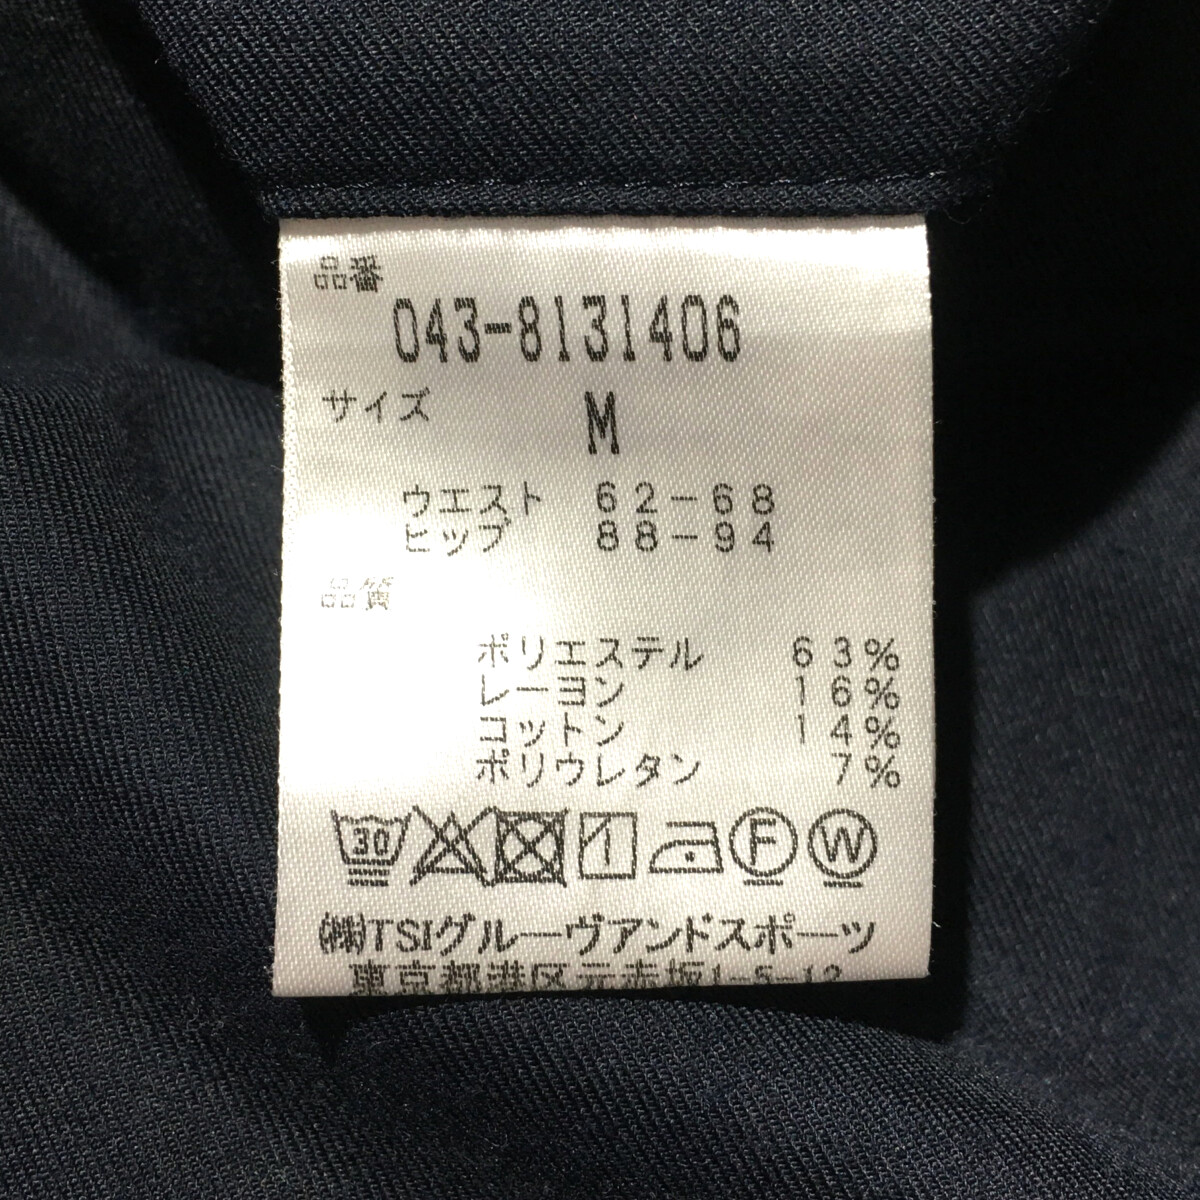 品番
043-8131406
サイズ M
ウエスト 62-68
ヒップ 88-94
品質
ポリエステル 63%
レーヨン 16%
コットン 14%
ポリウレタン 7%
30 F W
㈱TSIグルーヴアンドスポーツ
東京都港区元赤坂1-5-12